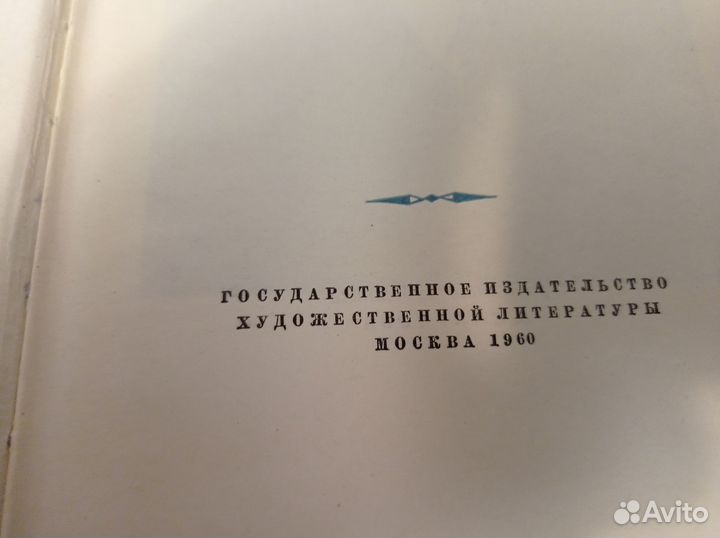 ГОСУДАРСТВЕННОЕ ИЗДАТЕЛЬСТВО
ХУДОЖЕСТВЕННОЙ ЛИТЕРАТУРЫ
МОСКВА 1960
Avito